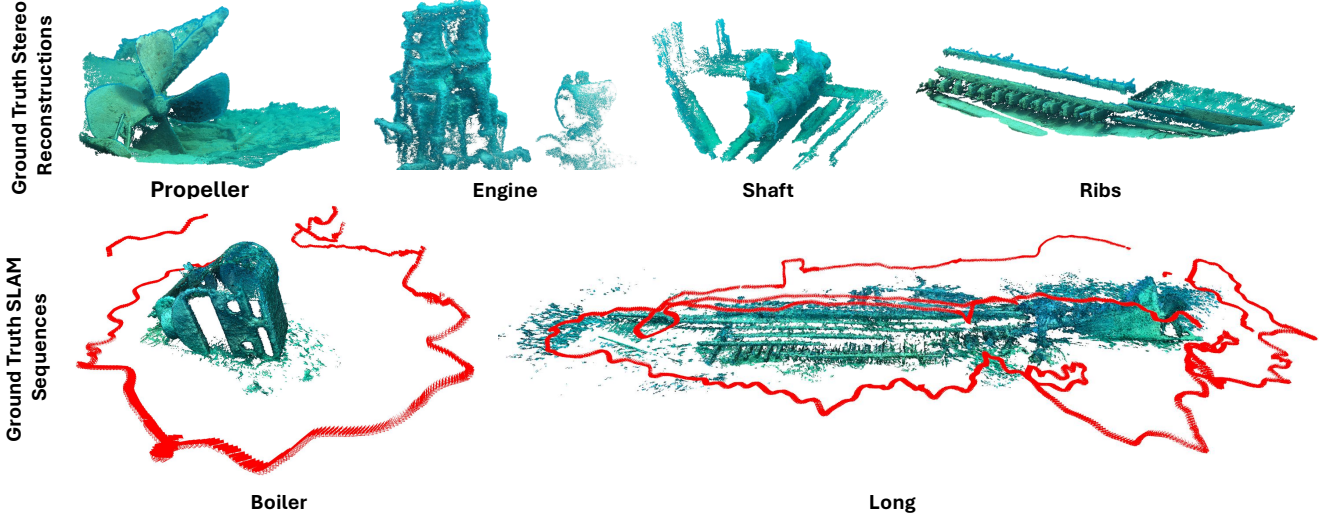 Ground Truth Stereo
Reconstructions
Propeller
Engine
Shaft
Ribs
Ground Truth SLAM
Sequences
Boiler
Long